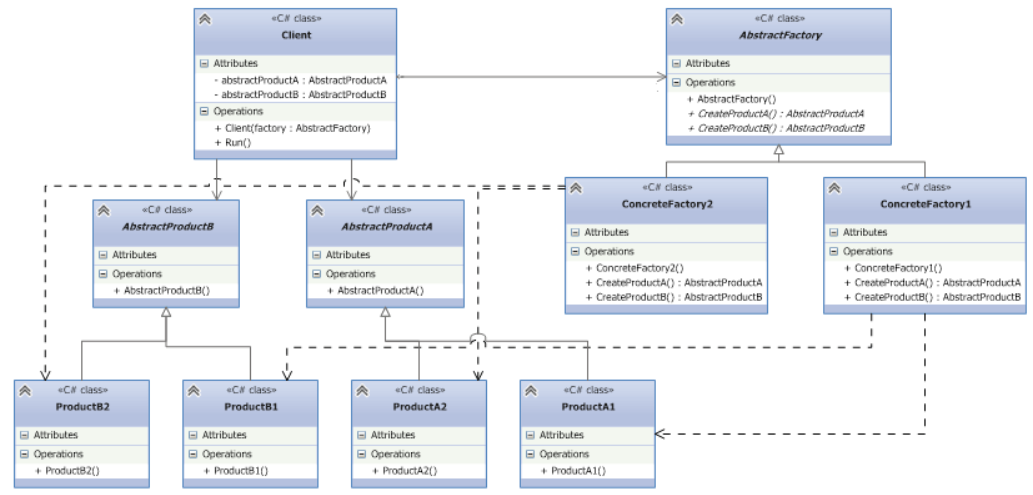 «C# class»
Client
Attributes
- abstractProductA : AbstractProductA
- abstractProductB : AbstractProductB
Operations
+ Client(factory : AbstractFactory)
+ Run()
«C# class»
AbstractFactory
Attributes
Operations
+ AbstractFactory()
+ CreateProductA() : AbstractProductA
+ CreateProductB() : AbstractProductB
«C# class»
AbstractProductB
Attributes
Operations
+ AbstractProductB()
«C# class»
AbstractProductA
Attributes
Operations
+ AbstractProductA()
«C# class»
ConcreteFactory2
Attributes
Operations
+ ConcreteFactory2()
+ CreateProductA() : AbstractProductA
+ CreateProductB() : AbstractProductB
«C# class»
ConcreteFactory1
Attributes
Operations
+ ConcreteFactory1()
+ CreateProductA() : AbstractProductA
+ CreateProductB() : AbstractProductB
«C# class»
ProductB2
Attributes
Operations
+ ProductB2()
«C# class»
ProductB1
Attributes
Operations
+ ProductB1()
«C# class»
ProductA2
Attributes
Operations
+ ProductA2()
«C# class»
ProductA1
Attributes
Operations
+ ProductA1()